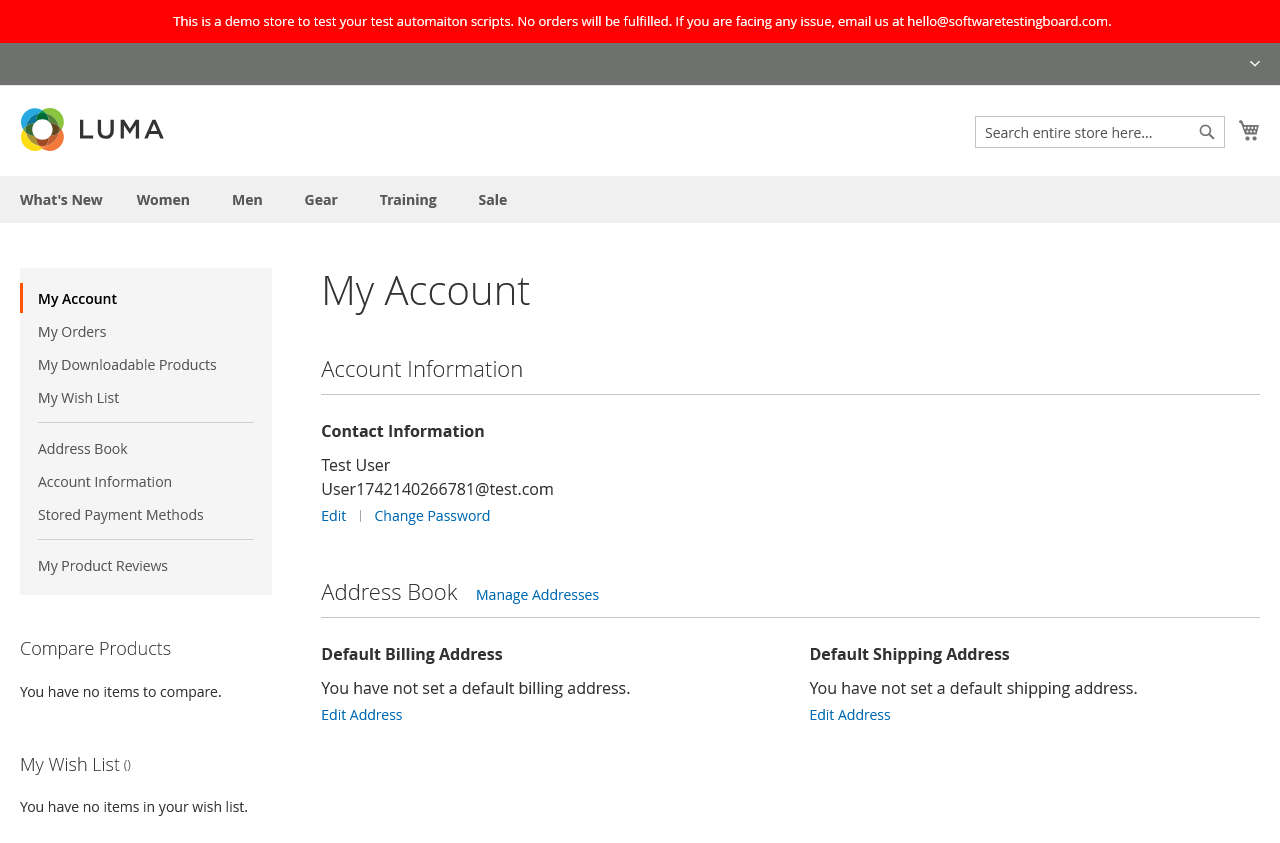 This is a demo store to test your test automaiton scripts. No orders will be fulfilled. If you are facing any issue, email us at hello@softwaretestingboard.com.
LUMA
Search entire store here...
What's New
Women
Men
Gear
Training
Sale
My Account
My Orders
My Downloadable Products
My Wish List
Address Book
Account Information
Stored Payment Methods
My Product Reviews
Compare Products
You have no items to compare.
My Wish List ()
You have no items in your wish list.
My Account
Account Information
Contact Information
Test User
User1742140266781@test.com
Edit | Change Password
Address Book Manage Addresses
Default Billing Address
You have not set a default billing address.
Edit Address
Default Shipping Address
You have not set a default shipping address.
Edit Address